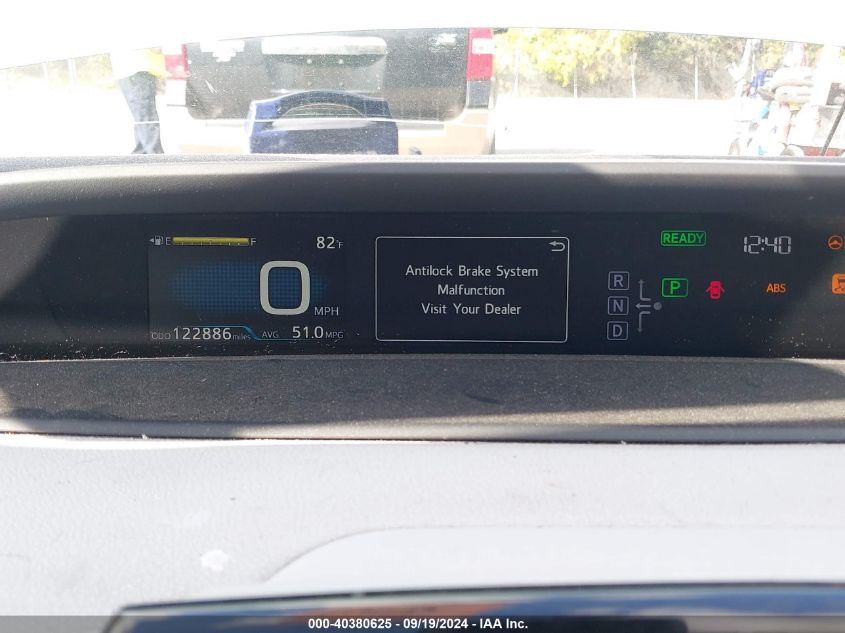 E F
82°F
0
MPH
ODO 122886 miles
AVG. 51.0 MPG
Antilock Brake System
Malfunction
Visit Your Dealer
READY
12:40
R
N
D
P
ABS
000-40380625 - 09/19/2024 - IAA Inc.